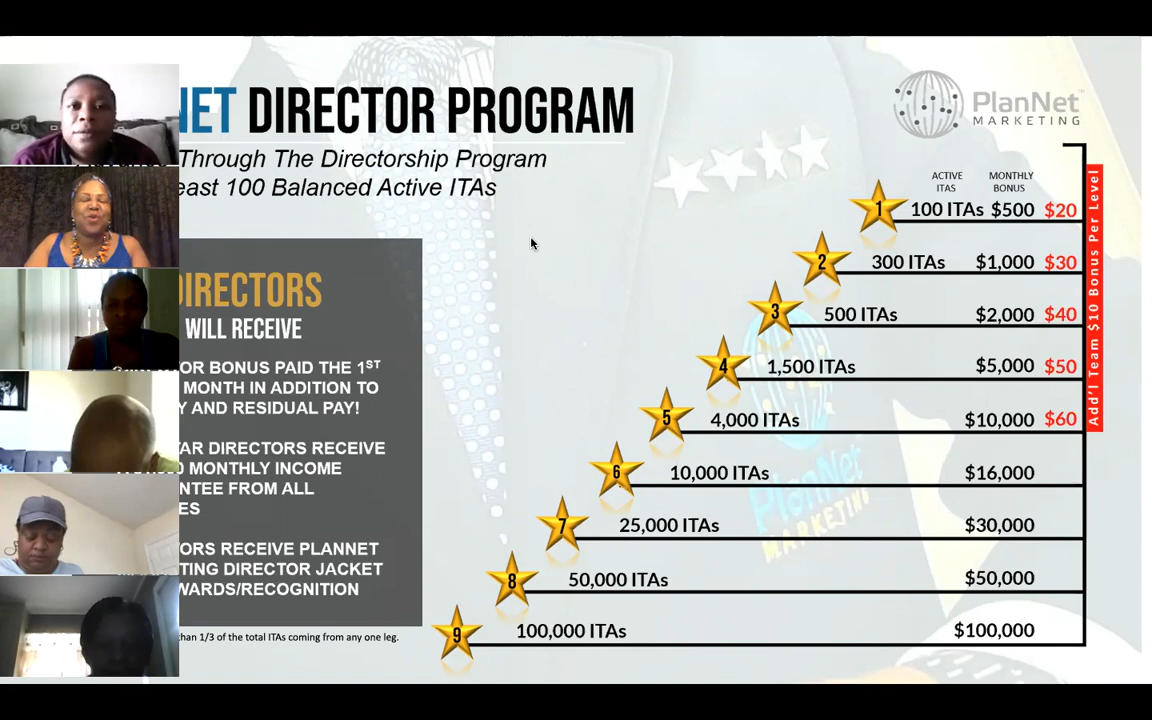 NET DIRECTOR PROGRAM
Through The Directorship Program
east 100 Balanced Active ITAs
PlanNet™
MARKETING
ACTIVE ITAS
MONTHLY BONUS
1 100 ITAs $500 $20
2 300 ITAs $1,000 $30
3 500 ITAs $2,000 $40
4 1,500 ITAs $5,000 $50
5 4,000 ITAs $10,000 $60
6 10,000 ITAs $16,000
7 25,000 ITAs $30,000
8 50,000 ITAs $50,000
9 100,000 ITAs $100,000
Add'l Team $10 Bonus Per Level
DIRECTORS
WILL RECEIVE
OR BONUS PAID THE 1ST
MONTH IN ADDITION TO
Y AND RESIDUAL PAY!
AR DIRECTORS RECEIVE
MONTHLY INCOME
NTEE FROM ALL
ES
ORS RECEIVE PLANNET
TING DIRECTOR JACKET
WARDS/RECOGNITION
than 1/3 of the total ITAs coming from any one leg.
PlanNet
MARKETING